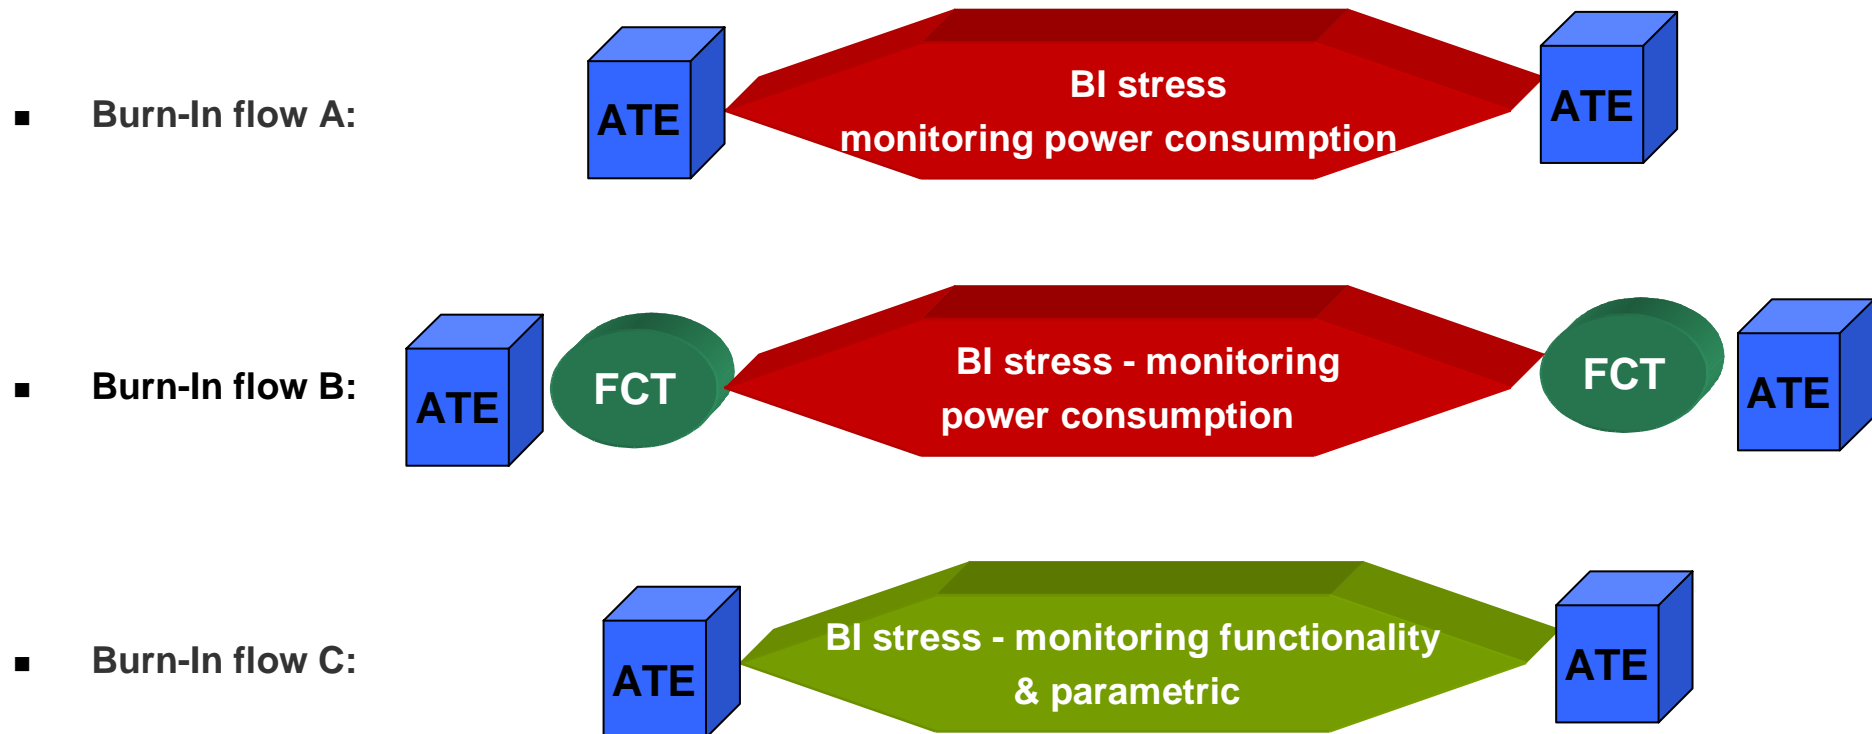 Burn-In flow A:
ATE
BI stress
monitoring power consumption
ATE
Burn-In flow B:
ATE
FCT
BI stress - monitoring
power consumption
FCT
ATE
Burn-In flow C:
ATE
BI stress - monitoring functionality
& parametric
ATE